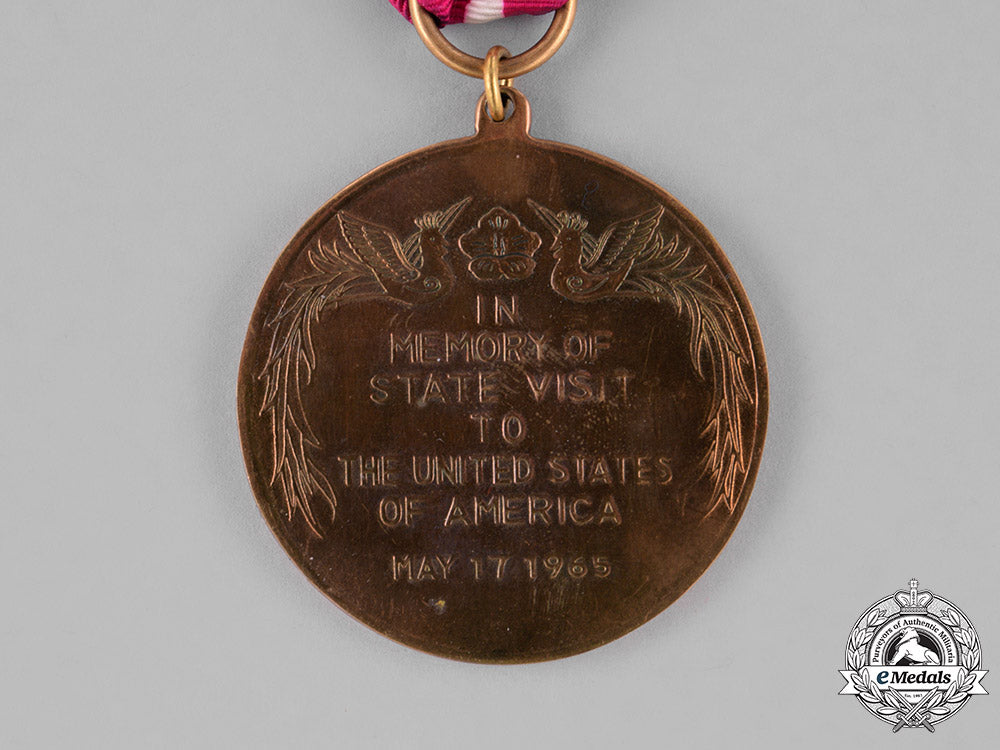 IN
MEMORY OF
STATE VISIT
TO
THE UNITED STATES
OF AMERICA
MAY 17 1965
Purveyors of Authentic Militaria
eMedals